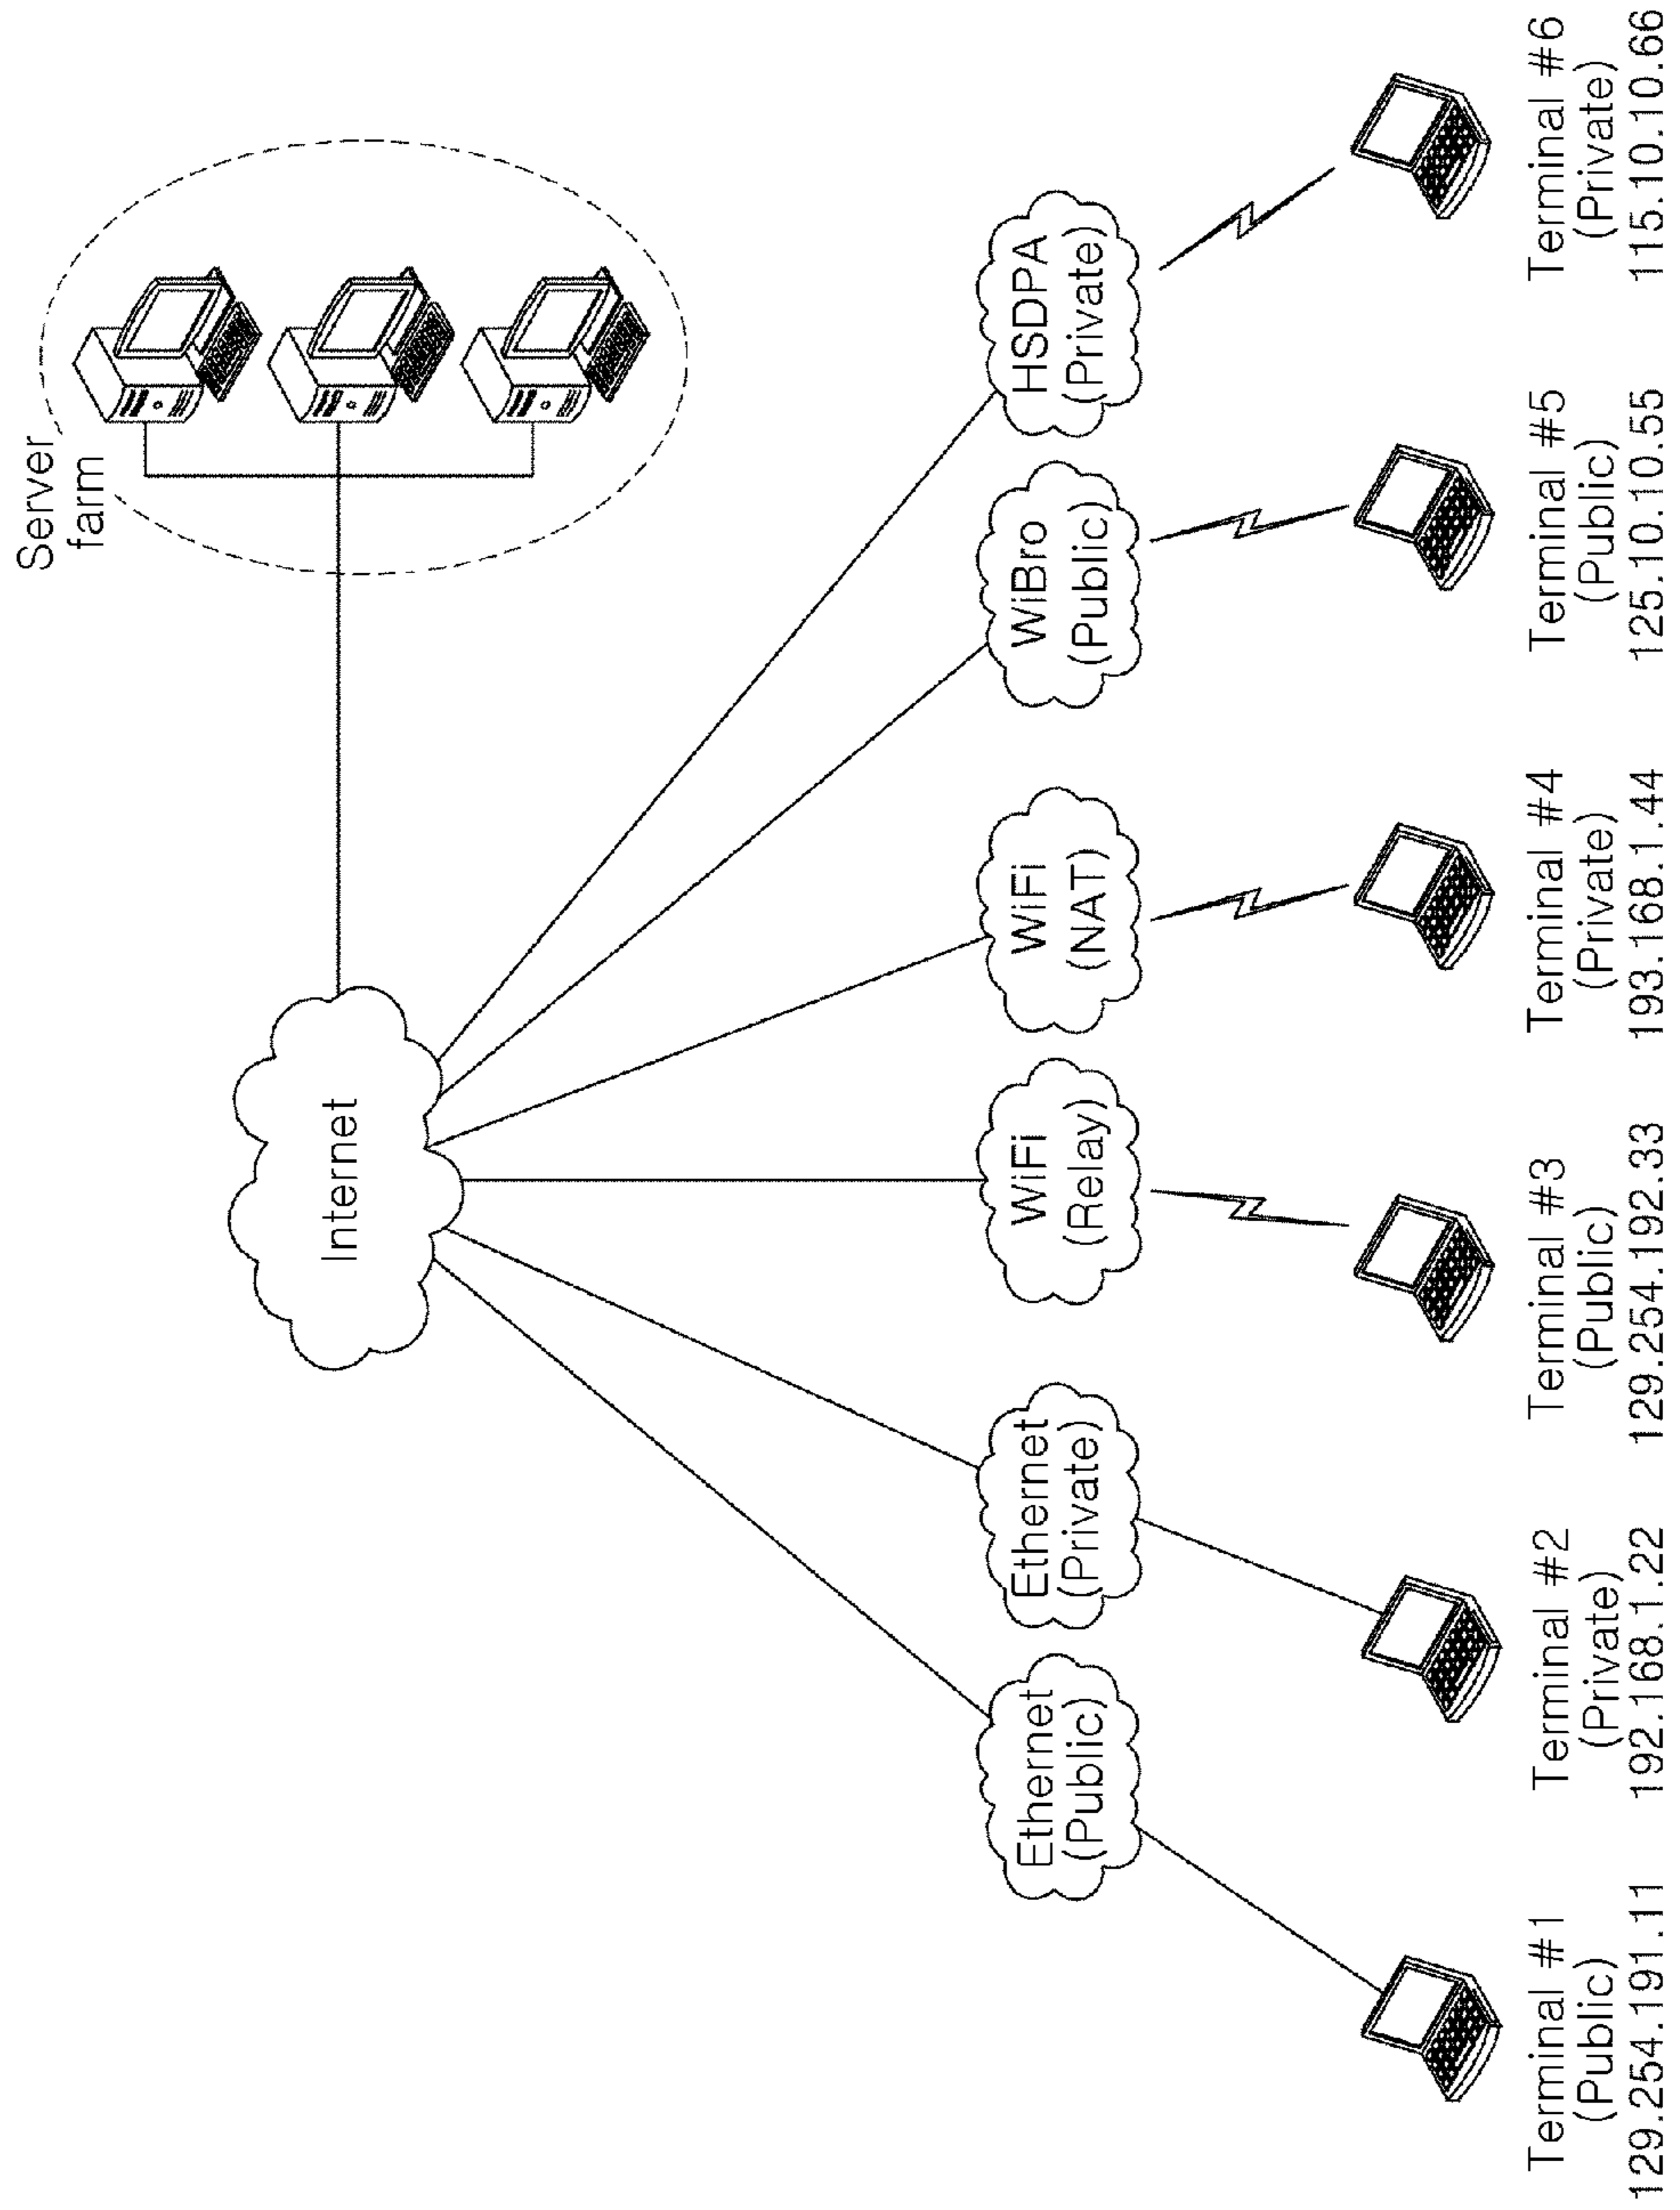 Server
farm
Internet
Ethernet
(Public)
Ethernet
(Private)
WiFi
(Relay)
WiFi
(NAT)
WiBro
(Public)
HSDPA
(Private)
Terminal #1
(Public)
129.254.191.11
Terminal #2
(Private)
192.168.1.22
Terminal #3
(Public)
129.254.192.33
Terminal #4
(Private)
193.168.1.44
Terminal #5
(Public)
125.10.10.55
Terminal #6
(Private)
115.10.10.66